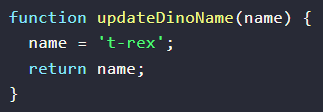 function updateDinoName(name) {
  name = 't-rex';
  return name;
}